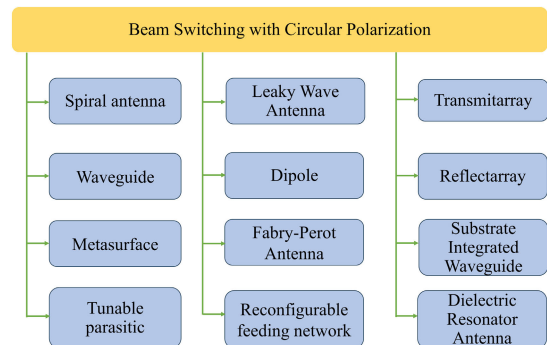 Beam Switching with Circular Polarization
Spiral antenna
Waveguide
Metasurface
Tunable
parasitic
Leaky Wave
Antenna
Dipole
Fabry-Perot
Antenna
Reconfigurable
feeding network
Transmitarray
Reflectarray
Substrate
Integrated
Waveguide
Dielectric
Resonator
Antenna